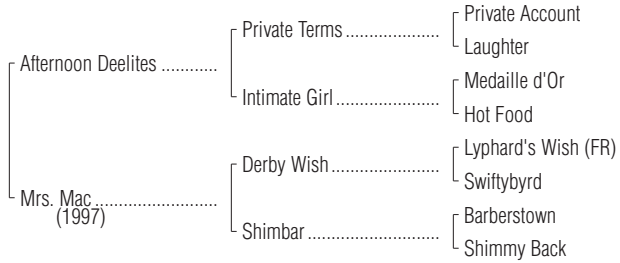 Private Account
Private Terms ....................
Laughter
Afternoon Deelites ............
Medaille d'Or
Intimate Girl ......................
Hot Food
Lyphard's Wish (FR)
Derby Wish .......................
Swiftybyrd
Mrs. Mac ..........................
(1997)
Barberstown
Shimbar ............................
Shimmy Back